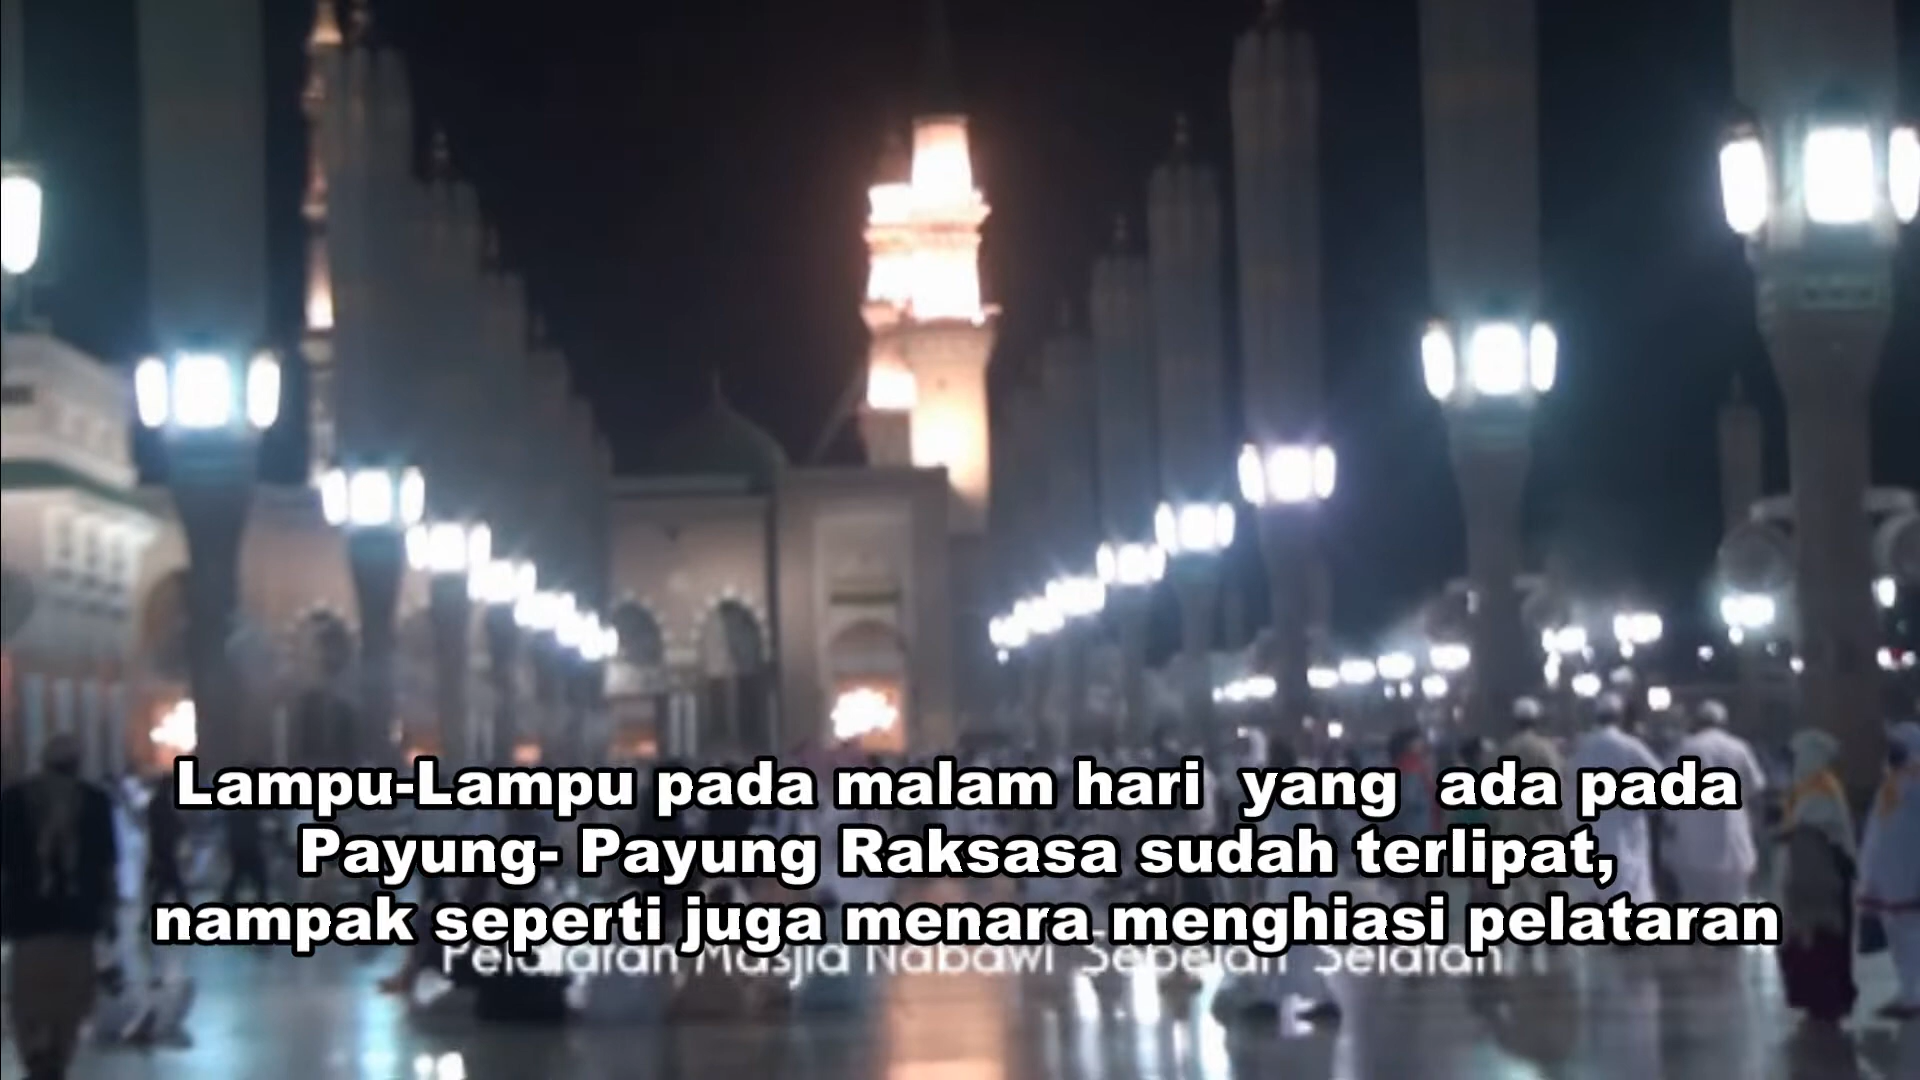 Lampu-Lampu pada malam hari  yang  ada pada
Payung- Payung Raksasa sudah terlipat,
nampak seperti juga menara menghiasi pelataran
Pelataran Masjid Nabawi  Sebelah  Selatan